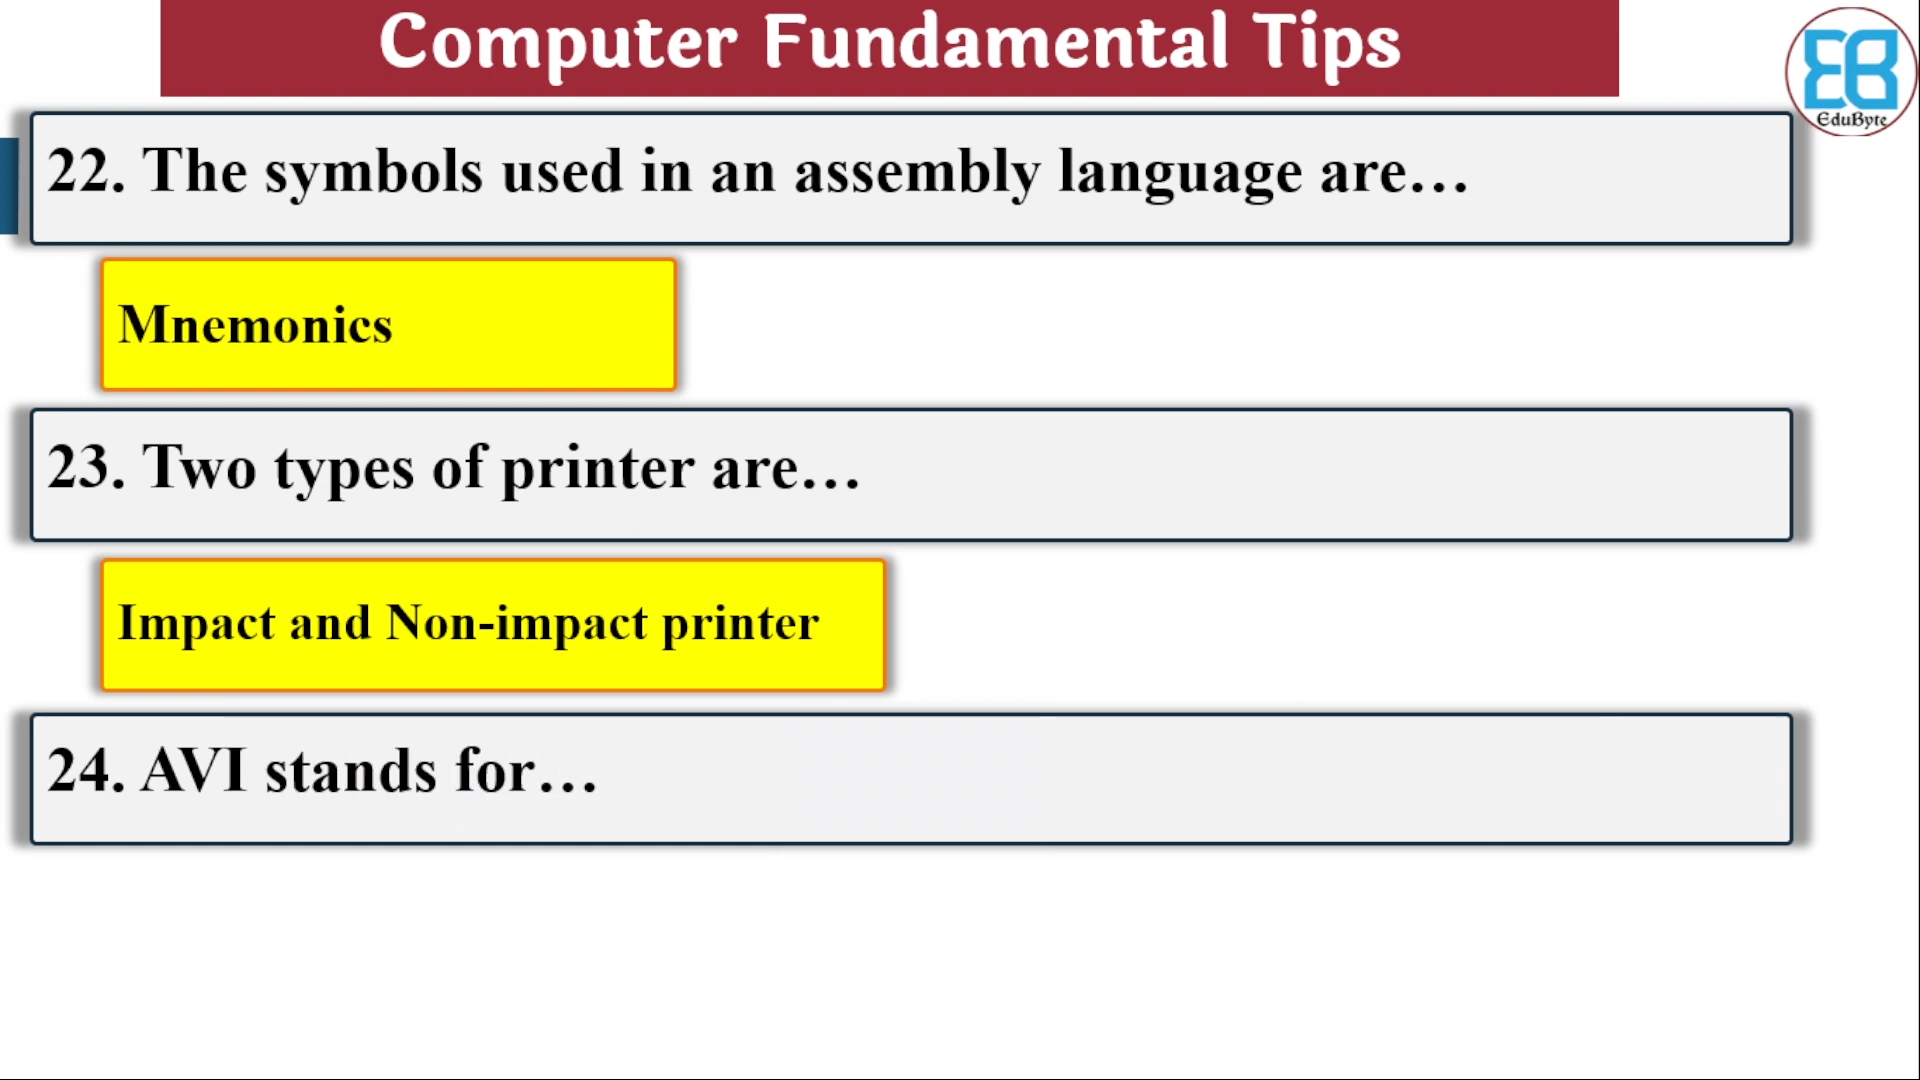 Computer Fundamental Tips
EduByte
22. The symbols used in an assembly language are…
Mnemonics
23. Two types of printer are…
Impact and Non-impact printer
24. AVI stands for…